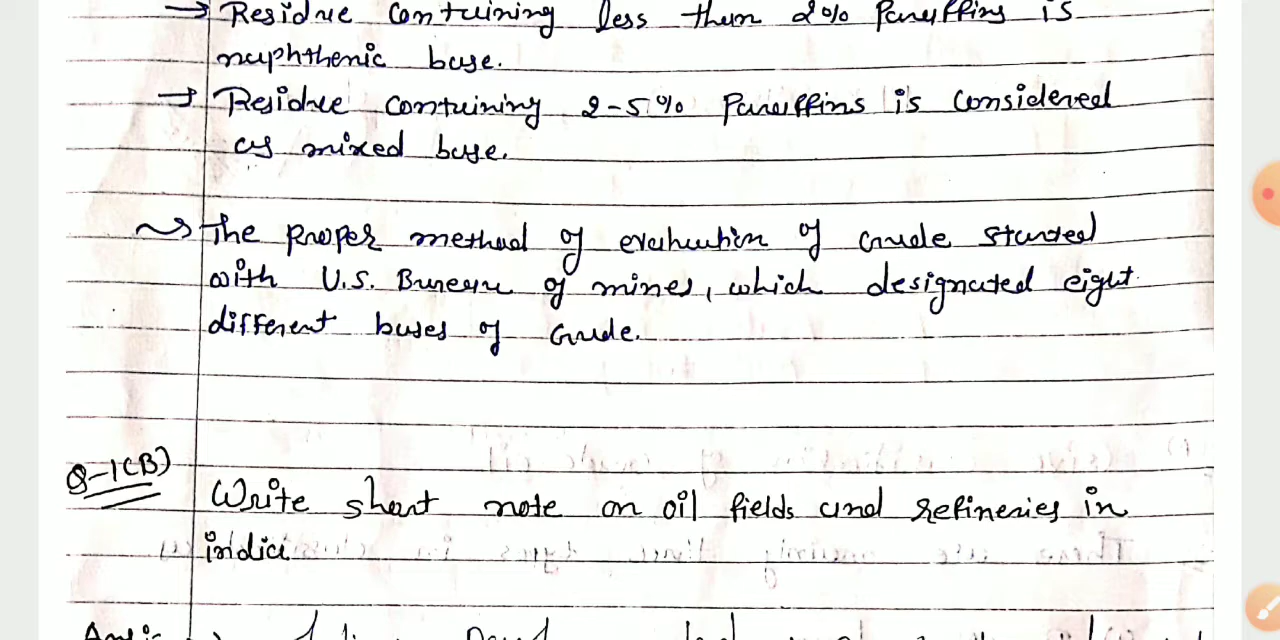 → Residue containing less than 2% Paraffins is
naphthenic base.
→ Residue containing 2-5% Paraffins is considered
as mixed base.
~> The proper method of evaluation of crude started
with U.S. Bureau of mines, which designated eight
different bases of crude.
Q-1(B)
Write short note on oil fields and refineries in
india